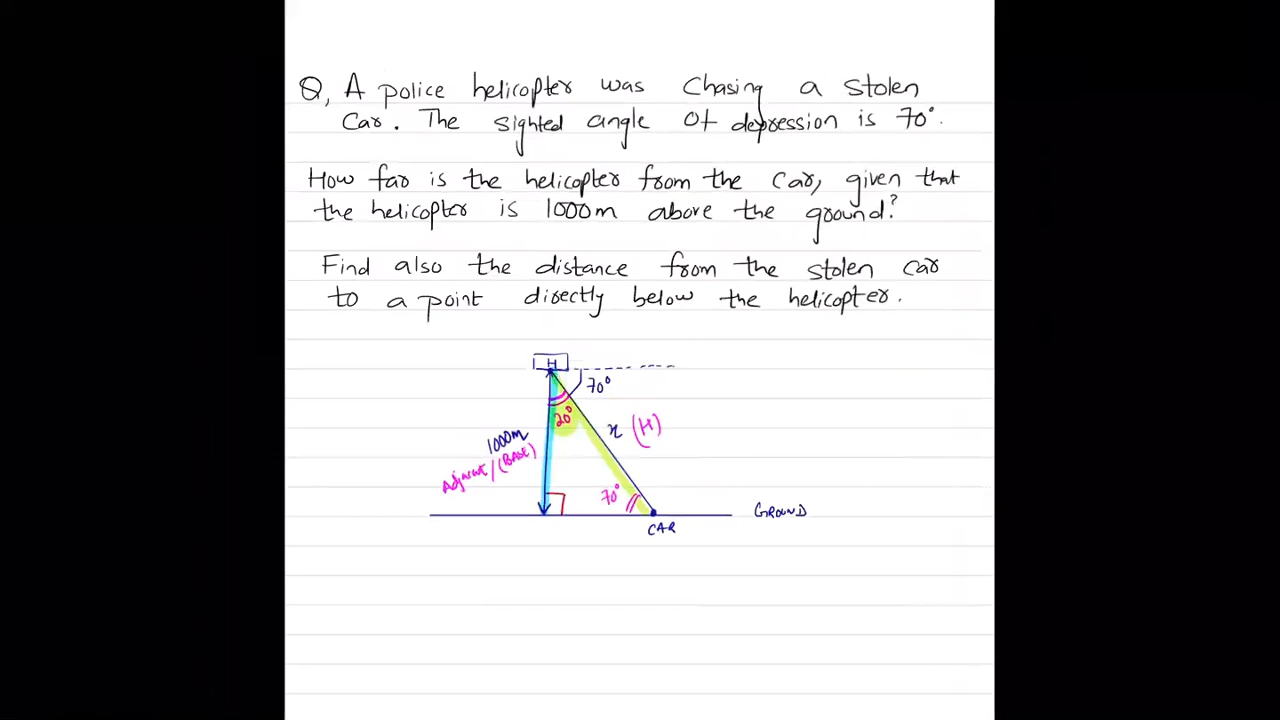 Q, A police helicopter was chasing a stolen
Car. The sighted angle of depression is 70°.
How far is the helicopter from the car, given that
the helicopter is 1000m above the ground?
Find also the distance from the stolen car
to a point directly below the helicopter.
H
70°
20°
x (H)
1000m
Adjacent/(BASE)
70°
GROUND
CAR